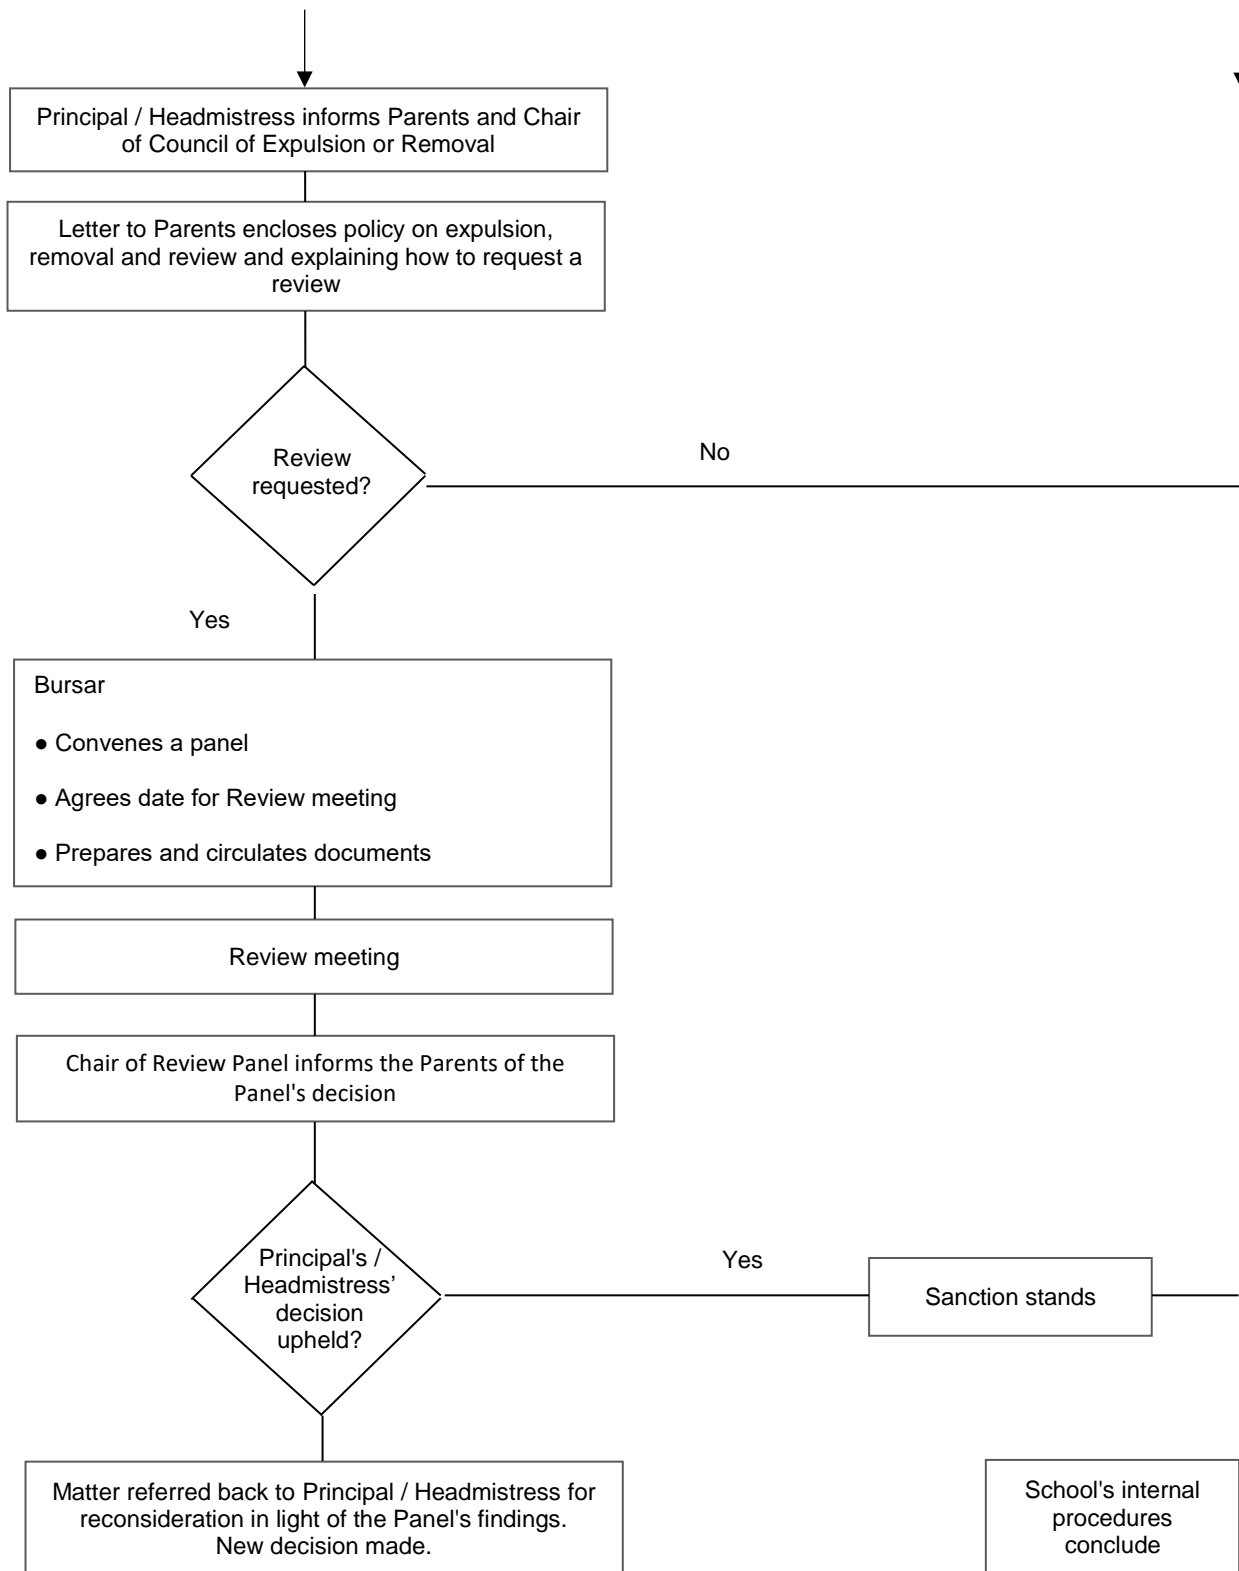 Principal / Headmistress informs Parents and Chair
of Council of Expulsion or Removal
Letter to Parents encloses policy on expulsion,
removal and review and explaining how to request a
review
Review
requested?
No
Yes
Bursar
● Convenes a panel
● Agrees date for Review meeting
● Prepares and circulates documents
Review meeting
Chair of Review Panel informs the Parents of the
Panel's decision
Principal's /
Headmistress’
decision
upheld?
Yes
Sanction stands
Matter referred back to Principal / Headmistress for
reconsideration in light of the Panel's findings.
New decision made.
School's internal
procedures
conclude